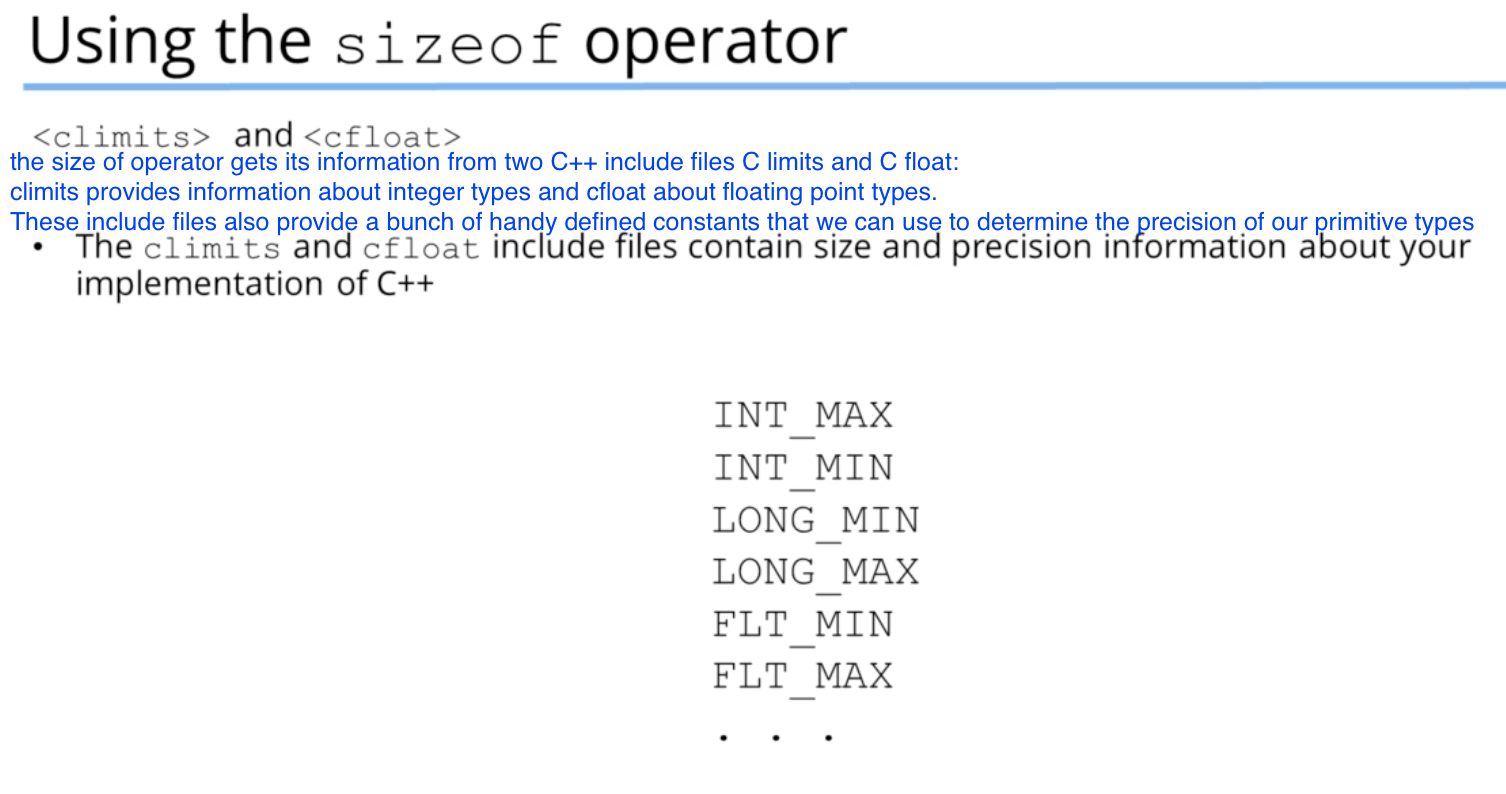 Using the sizeof operator
<climits> and <cfloat>
the size of operator gets its information from two C++ include files C limits and C float:
climits provides information about integer types and cfloat about floating point types.
These include files also provide a bunch of handy defined constants that we can use to determine the precision of our primitive types
• The climits and cfloat include files contain size and precision information about your
implementation of C++
INT_MAX
INT_MIN
LONG_MIN
LONG_MAX
FLT_MIN
FLT_MAX
. . .